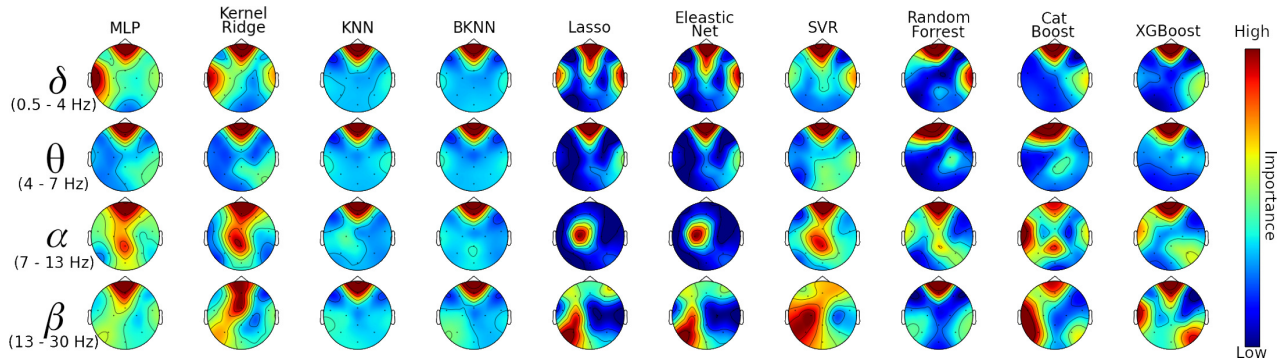 MLP
Kernel
Ridge
KNN
BKNN
Lasso
Eleastic
Net
SVR
Random
Forrest
Cat
Boost
XGBoost
High
δ
(0.5 - 4 Hz)
θ
(4 - 7 Hz)
α
(7 - 13 Hz)
β
(13 - 30 Hz)
Importance
Low